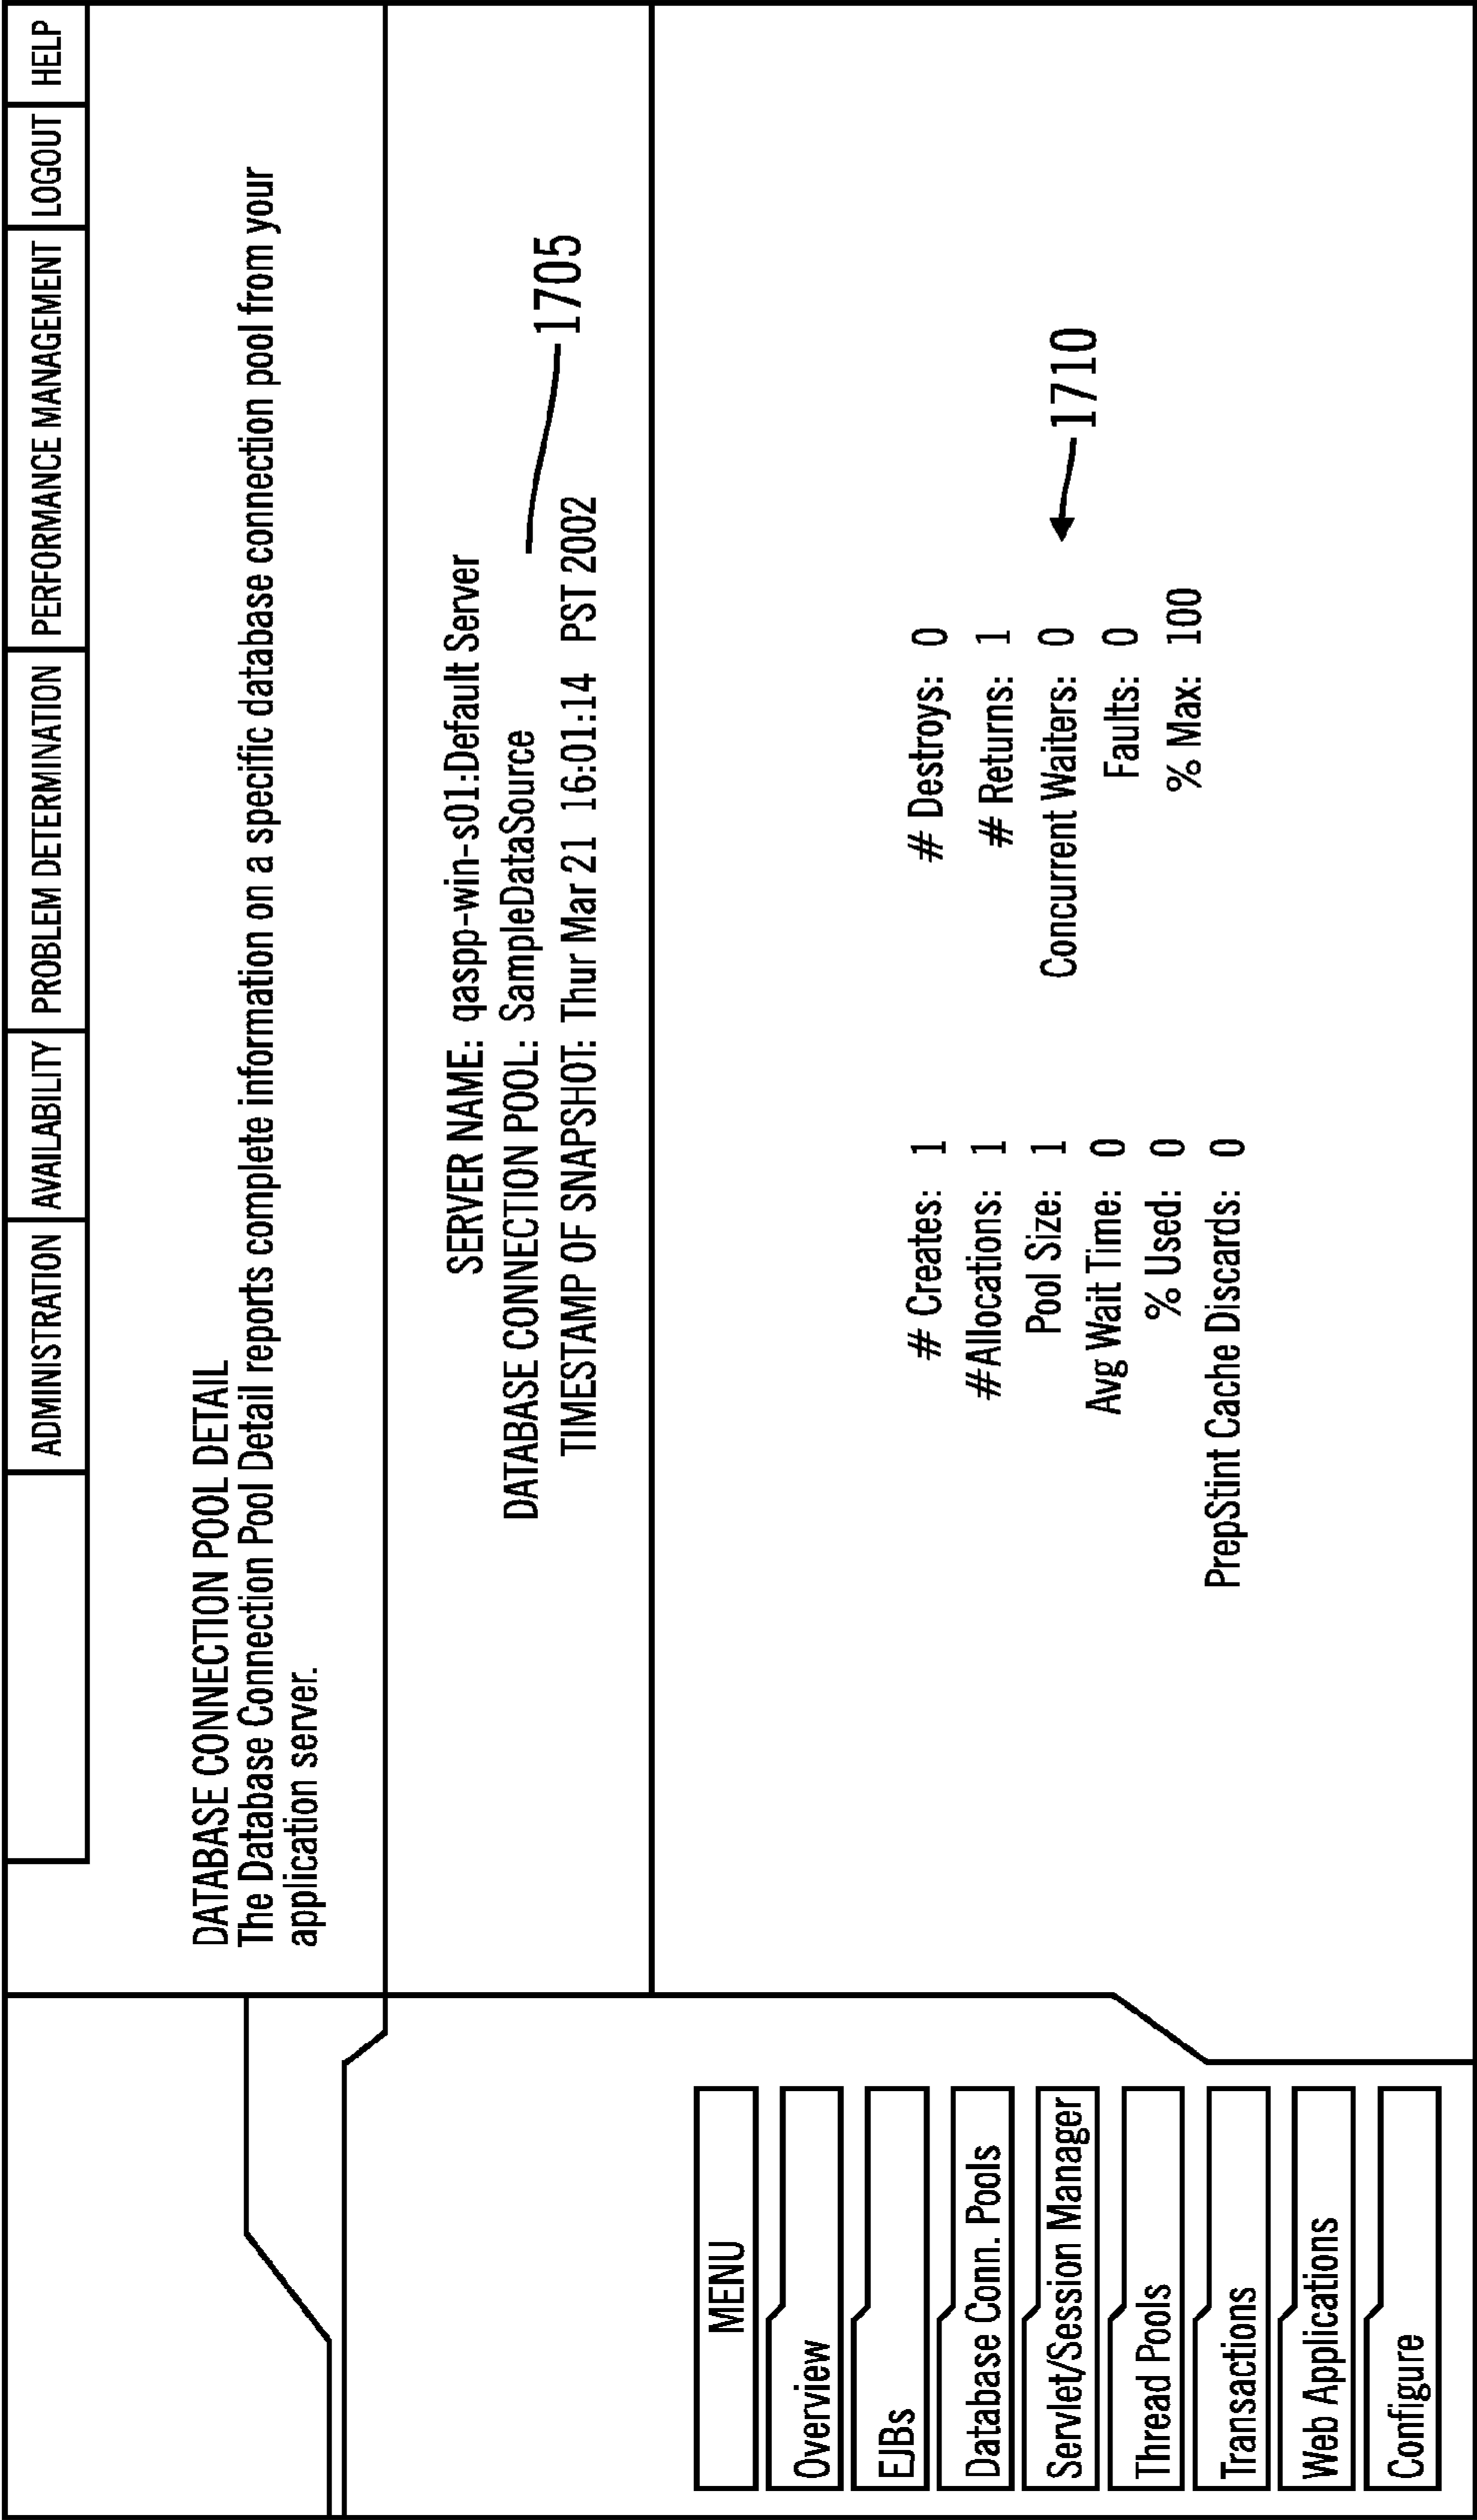 ADMINISTRATION AVAILABILITY PROBLEM DETERMINATION PERFORMANCE MANAGEMENT LOGOUT HELP
DATABASE CONNECTION POOL DETAIL
The Database Connection Pool Detail reports complete information on a specific database connection pool from your
application server.
SERVER NAME: qaspp-win-s01:Default Server
DATABASE CONNECTION POOL: SampleDataSource
TIMESTAMP OF SNAPSHOT: Thur Mar 21 16:01:14 PST 2002
1705
MENU
Overview
EJBs
Database Conn. Pools
Servlet/Session Manager
Thread Pools
Transactions
Web Applications
Configure
# Creates: 1
#Allocations: 1
Pool Size: 1
Avg Wait Time: 0
% Used: 0
PrepStint Cache Discards: 0
# Destroys: 0
# Returns: 1
Concurrent Waiters: 0
Faults: 0
% Max: 100
1710